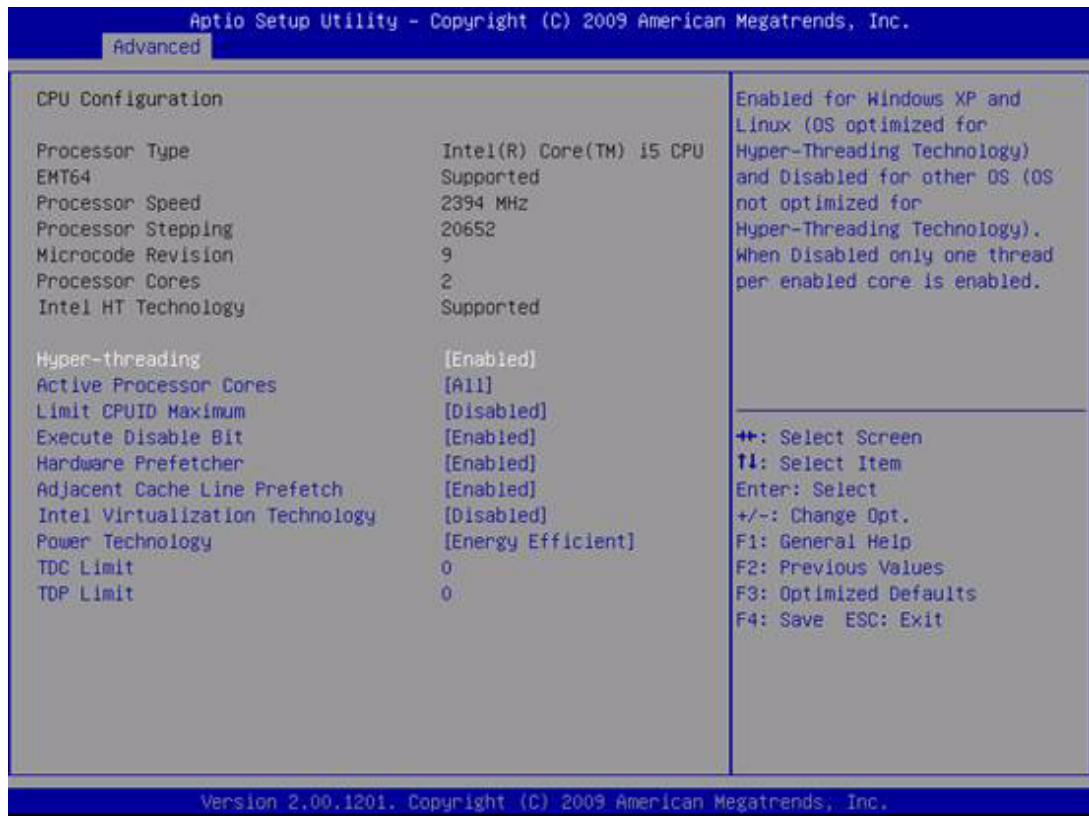 Aptio Setup Utility – Copyright (C) 2009 American Megatrends, Inc.
Advanced
CPU Configuration
Processor Type Intel(R) Core(TM) i5 CPU
EMT64 Supported
Processor Speed 2394 MHz
Processor Stepping 20652
Microcode Revision 9
Processor Cores 2
Intel HT Technology Supported
Hyper-threading [Enabled]
Active Processor Cores [All]
Limit CPUID Maximum [Disabled]
Execute Disable Bit [Enabled]
Hardware Prefetcher [Enabled]
Adjacent Cache Line Prefetch [Enabled]
Intel Virtualization Technology [Disabled]
Power Technology [Energy Efficient]
TDC Limit 0
TDP Limit 0
Enabled for Windows XP and
Linux (OS optimized for
Hyper-Threading Technology)
and Disabled for other OS (OS
not optimized for
Hyper-Threading Technology).
When Disabled only one thread
per enabled core is enabled.
→←: Select Screen
↑↓: Select Item
Enter: Select
+/-: Change Opt.
F1: General Help
F2: Previous Values
F3: Optimized Defaults
F4: Save ESC: Exit
Version 2.00.1201. Copyright (C) 2009 American Megatrends, Inc.